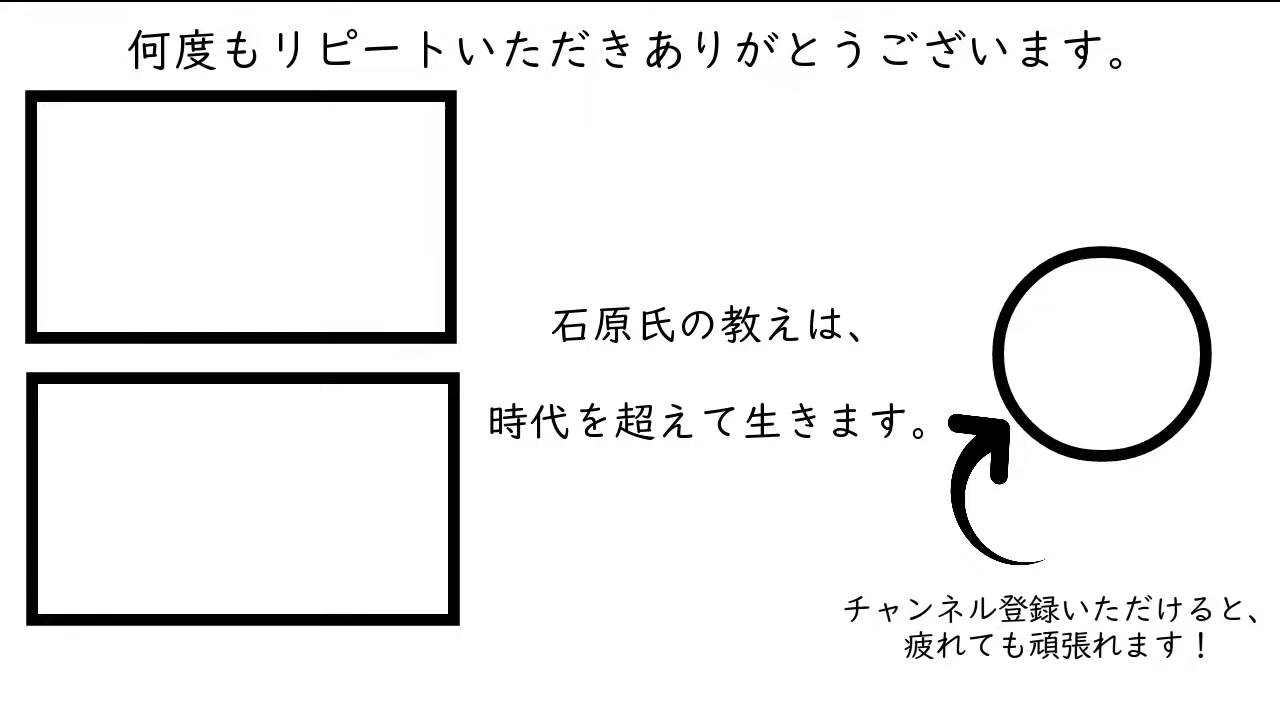 何度もリピートいただきありがとうございます。
石原氏の教えは、
時代を超えて生きます。
チャンネル登録いただけると、
疲れても頑張れます！